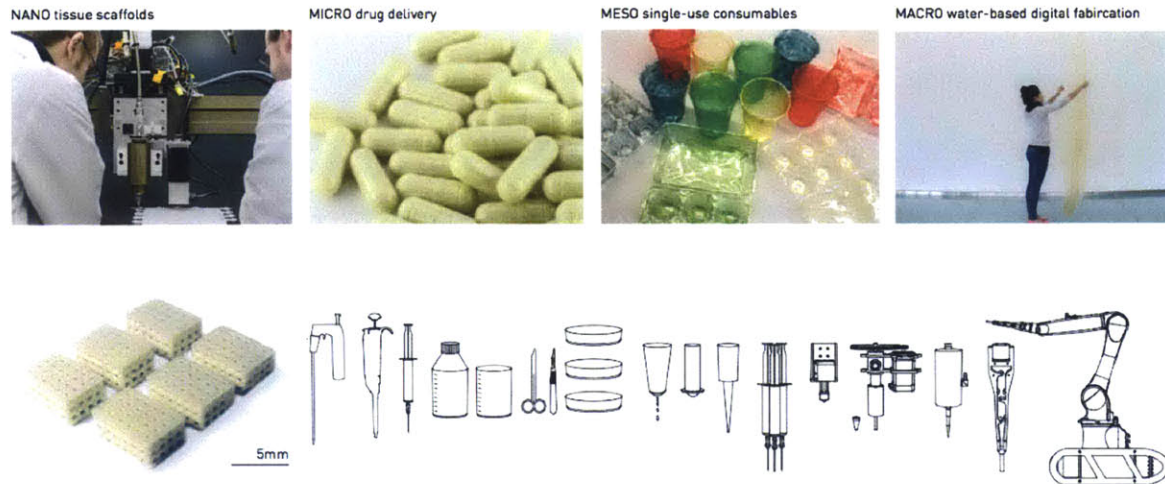 NANO tissue scaffolds
MICRO drug delivery
MESO single-use consumables
MACRO water-based digital fabircation
5mm